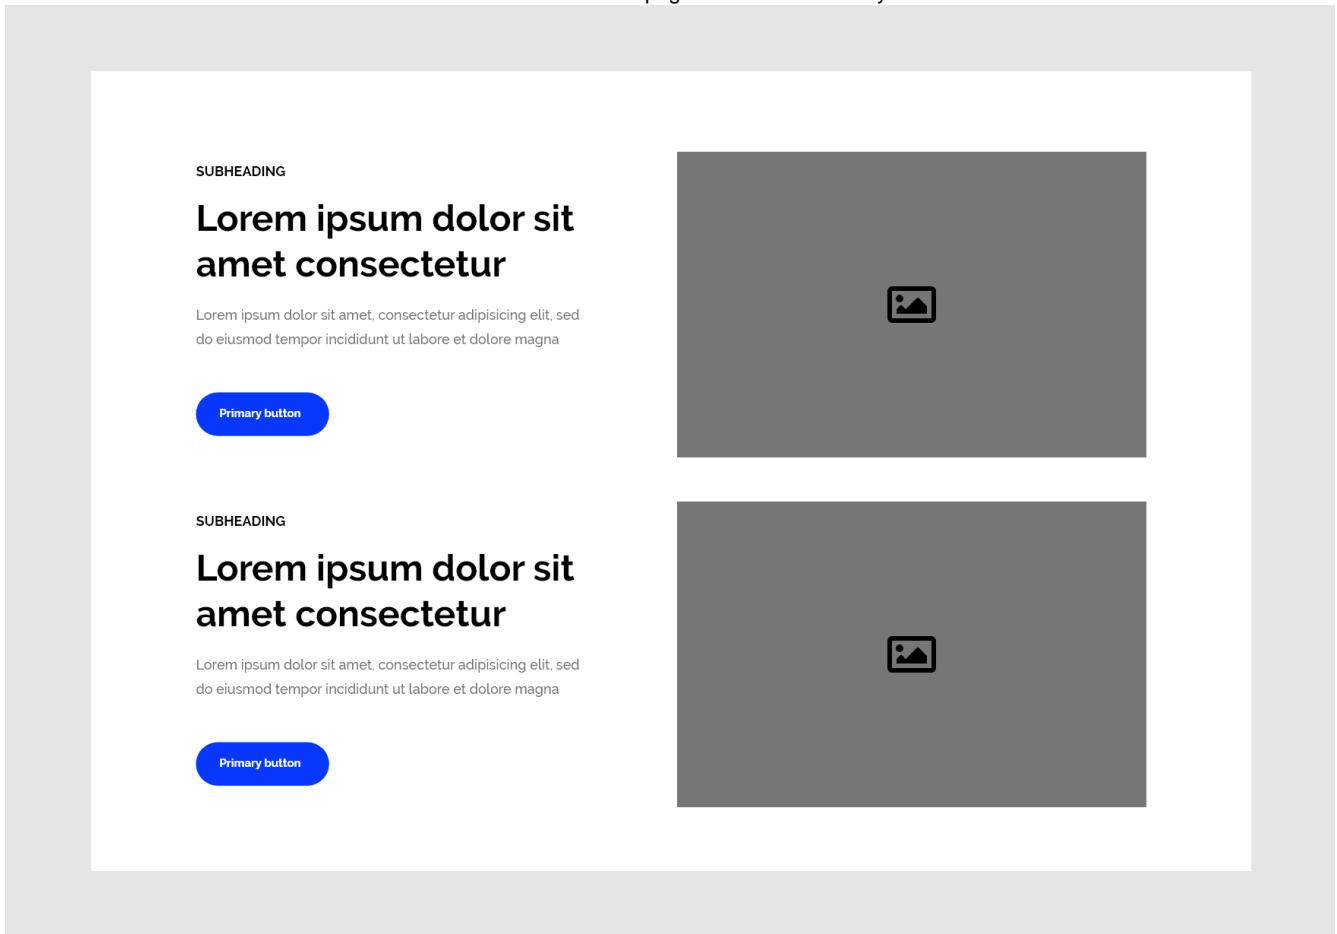 SUBHEADING
Lorem ipsum dolor sit
amet consectetur
Lorem ipsum dolor sit amet, consectetur adipisicing elit, sed
do eiusmod tempor incididunt ut labore et dolore magna
Primary button
SUBHEADING
Lorem ipsum dolor sit
amet consectetur
Lorem ipsum dolor sit amet, consectetur adipisicing elit, sed
do eiusmod tempor incididunt ut labore et dolore magna
Primary button